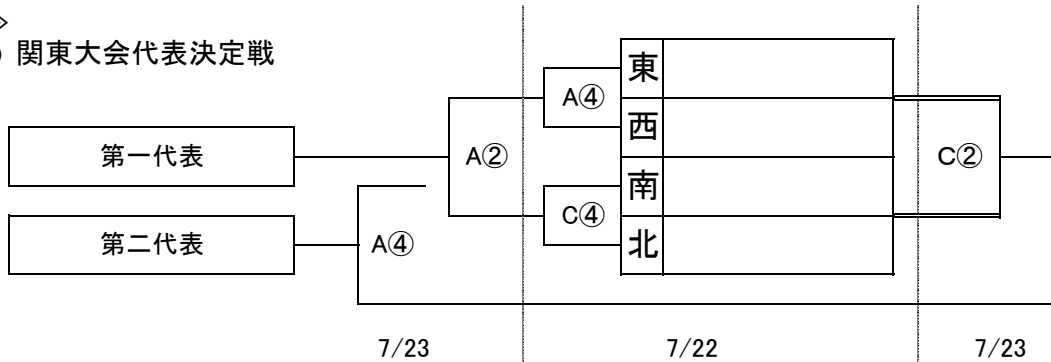 関東大会代表決定戦
東
A④
西
第一代表
A②
C②
南
C④
第二代表
A④
北
7/23
7/22
7/23